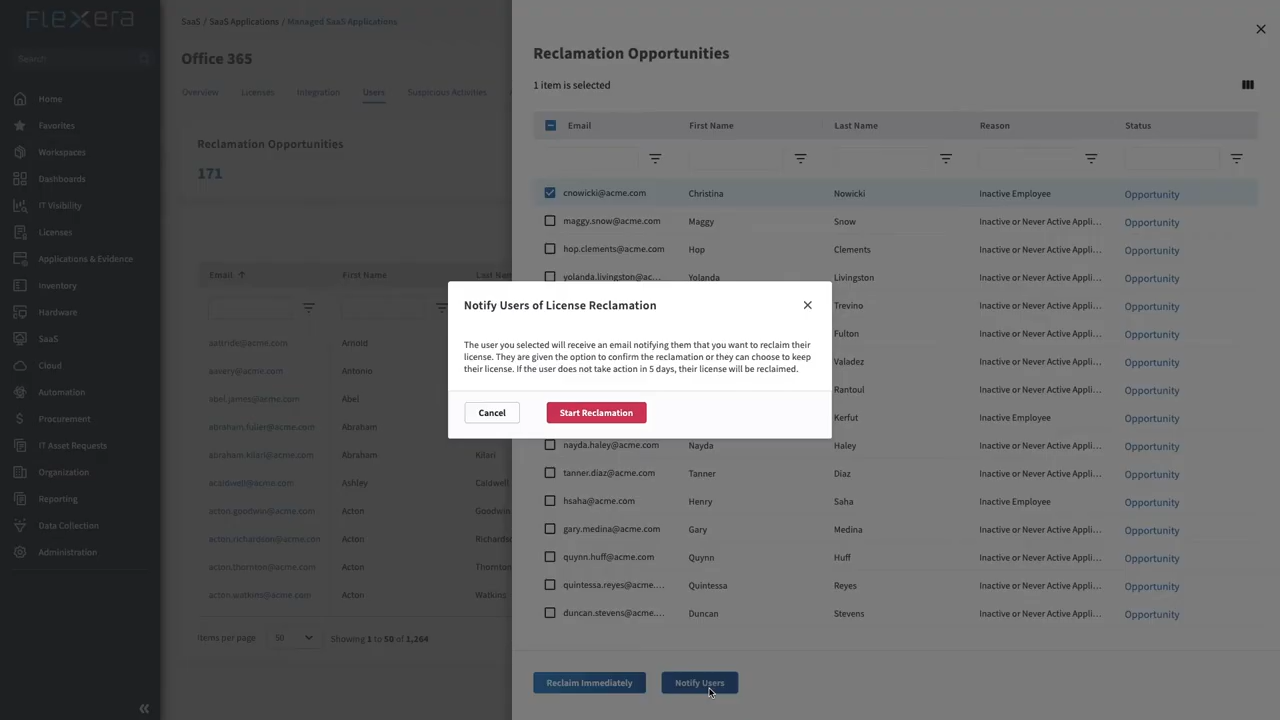 Flexera
Search
Home
Favorites
Workspaces
Dashboards
IT Visibility
Licenses
Applications & Evidence
Inventory
Hardware
SaaS
Cloud
Automation
Procurement
IT Asset Requests
Organization
Reporting
Data Collection
Administration
SaaS / SaaS Applications / Managed SaaS Applications
Office 365
Overview Licenses Integration Users Suspicious Activities
Reclamation Opportunities
171
Email First Name Last Nam
Arnold
aavery@acme.com Antonio
abel.james@acme.com Abel
abraham.fuller@acme.com Abraham
abraham.kilari@acme.com Abraham Kilari
acaldwell@acme.com Ashley Caldwell
acton.goodwin@acme.com Acton Goodwin
acton.richardson@acme.com Acton Richards
acton.thornton@acme.com Acton Thornton
acton.watkins@acme.com Acton Watkins
Items per page 50 Showing 1 to 50 of 1,264
Reclamation Opportunities
1 item is selected
Email First Name Last Name Reason Status
cnowicki@acme.com Christina Nowicki Inactive Employee Opportunity
maggy.snow@acme.com Maggy Snow Inactive or Never Active Appli... Opportunity
hop.clements@acme.com Hop Clements Inactive or Never Active Appli... Opportunity
yolanda.livingston@ac... Yolanda Livingston Inactive or Never Active Appli... Opportunity
Trevino Inactive or Never Active Appli... Opportunity
Fulton Inactive or Never Active Appli... Opportunity
Valadez Inactive or Never Active Appli... Opportunity
Rantoul Inactive or Never Active Appli... Opportunity
Kerfut Inactive Employee Opportunity
nayda.haley@acme.com Nayda Haley Inactive or Never Active Appli... Opportunity
tanner.diaz@acme.com Tanner Diaz Inactive or Never Active Appli... Opportunity
hsaha@acme.com Henry Saha Inactive Employee Opportunity
gary.medina@acme.com Gary Medina Inactive or Never Active Appli... Opportunity
quynn.huff@acme.com Quynn Huff Inactive or Never Active Appli... Opportunity
quintessa.reyes@acme.... Quintessa Reyes Inactive or Never Active Appli... Opportunity
duncan.stevens@acme.... Duncan Stevens Inactive or Never Active Appli... Opportunity
Reclaim Immediately Notify Users
Notify Users of License Reclamation
The user you selected will receive an email notifying them that you want to reclaim their
license. They are given the option to confirm the reclamation or they can choose to keep
their license. If the user does not take action in 5 days, their license will be reclaimed.
Cancel Start Reclamation